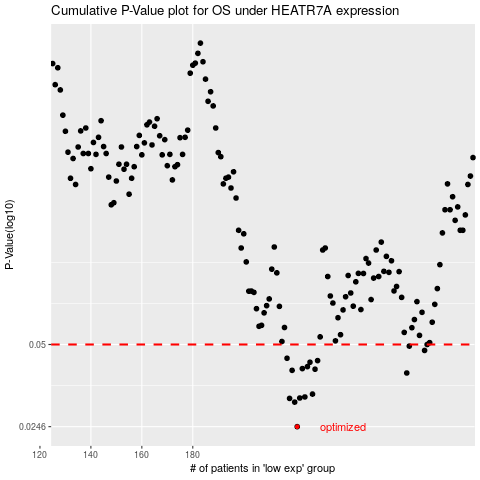 Cumulative P-Value plot for OS under HEATR7A expression
P-Value(log10)
0.05
0.0246
optimized
120 140 160 180
# of patients in 'low exp' group